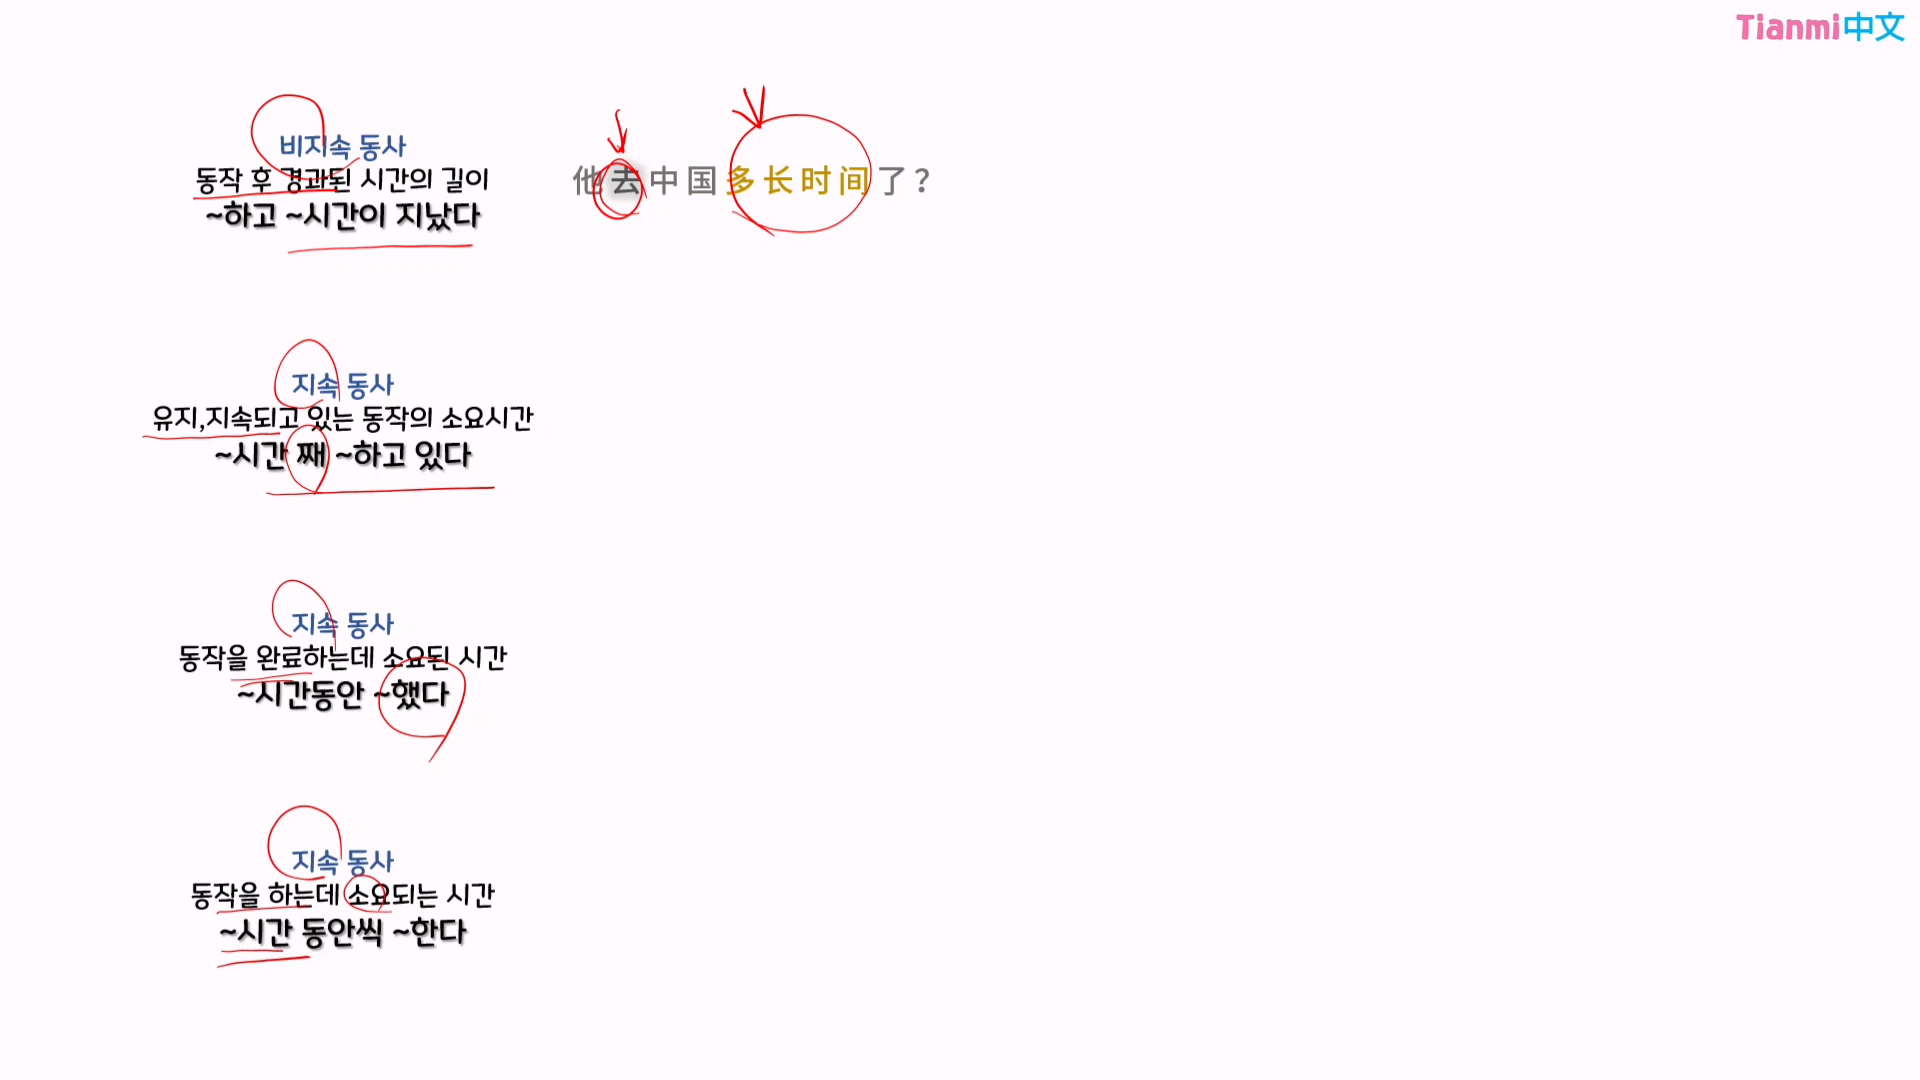 Tianmi中文
비지속 동사
동작 후 경과된 시간의 길이
~하고 ~시간이 지났다
他去中国多长时间了？
지속 동사
유지,지속되고 있는 동작의 소요시간
~시간 째 ~하고 있다
지속 동사
동작을 완료하는데 소요된 시간
~시간동안 ~했다
지속 동사
동작을 하는데 소요되는 시간
~시간 동안씩 ~한다